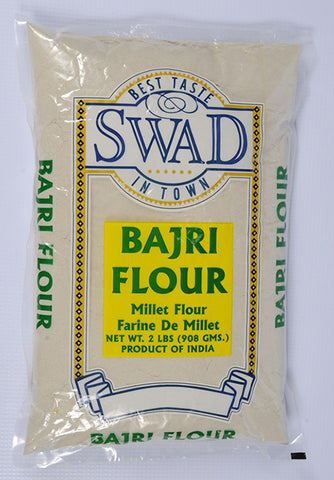 BEST TASTE
SWAD
IN TOWN
BAJRI
FLOUR
Millet Flour
Farine De Millet
NET WT. 2 LBS (908 GMS.)
PRODUCT OF INDIA
BAJRI FLOUR
BAJRI FLOUR
BAJRI FLOUR